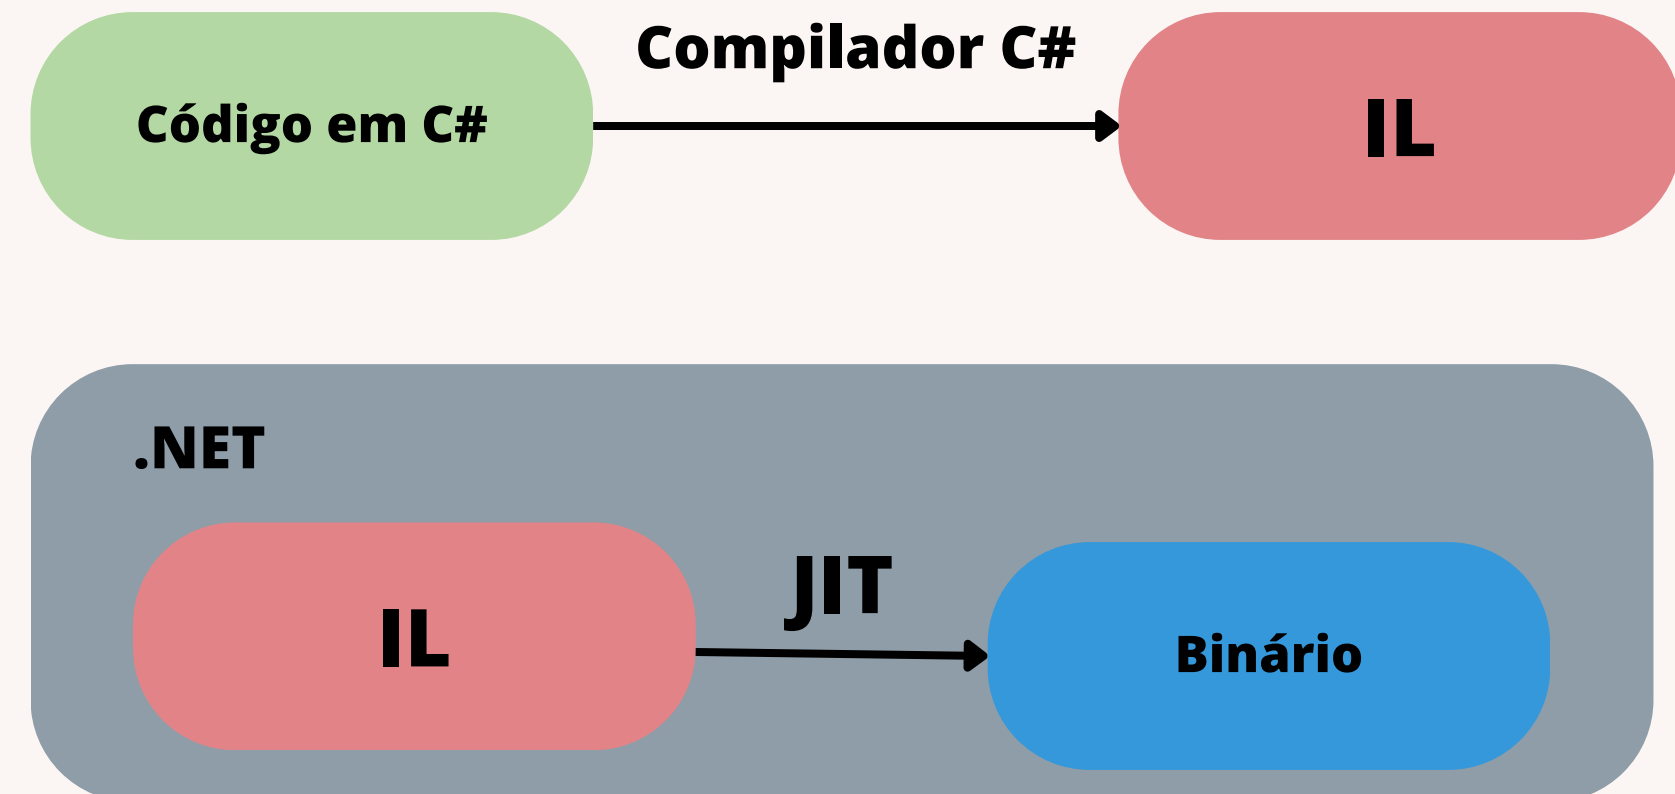 Compilador C#
Código em C#
IL
.NET
JIT
IL
Binário